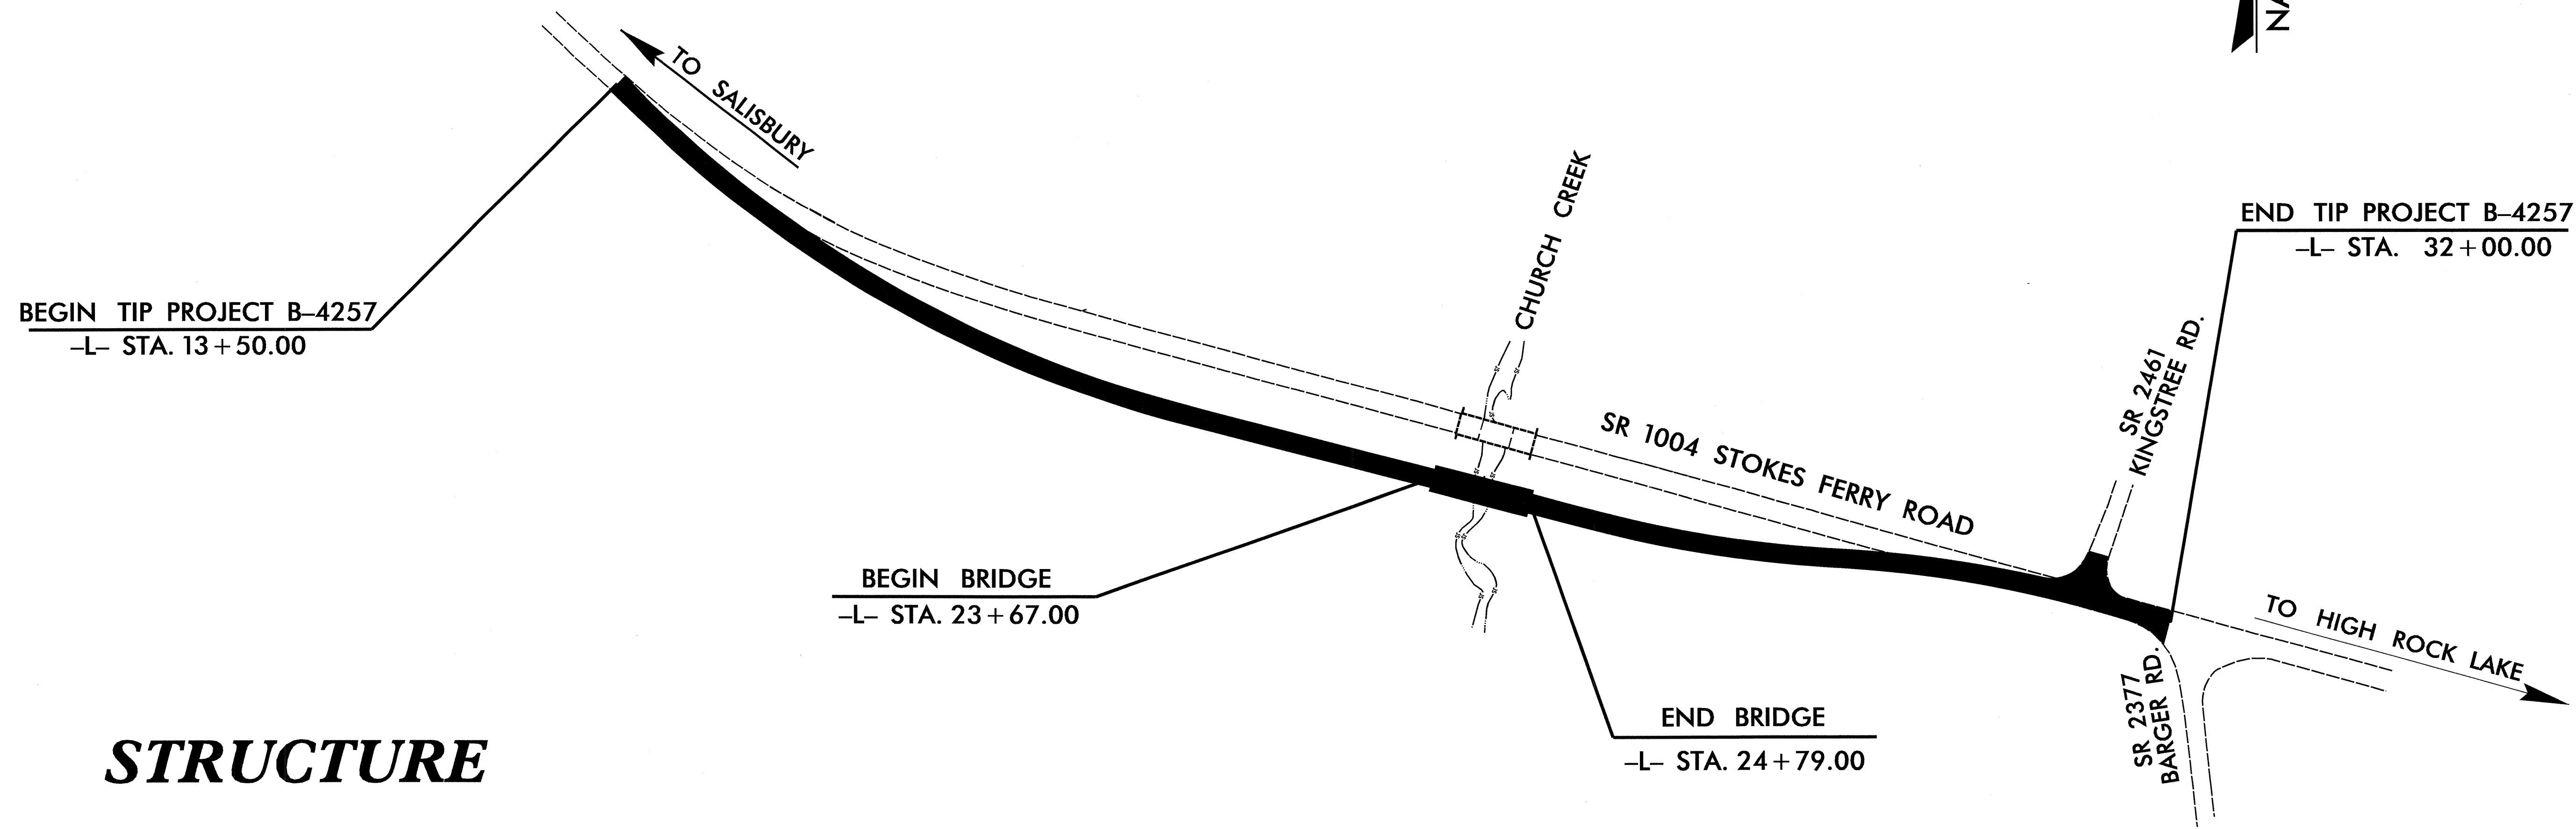 TO SALISBURY
CHURCH CREEK
END TIP PROJECT B–4257
–L– STA. 32+00.00
BEGIN TIP PROJECT B–4257
–L– STA. 13+50.00
SR 2461
KINGSTREE RD.
SR 1004 STOKES FERRY ROAD
BEGIN BRIDGE
–L– STA. 23+67.00
TO HIGH ROCK LAKE
SR 2377
BARGER RD.
END BRIDGE
–L– STA. 24+79.00
STRUCTURE